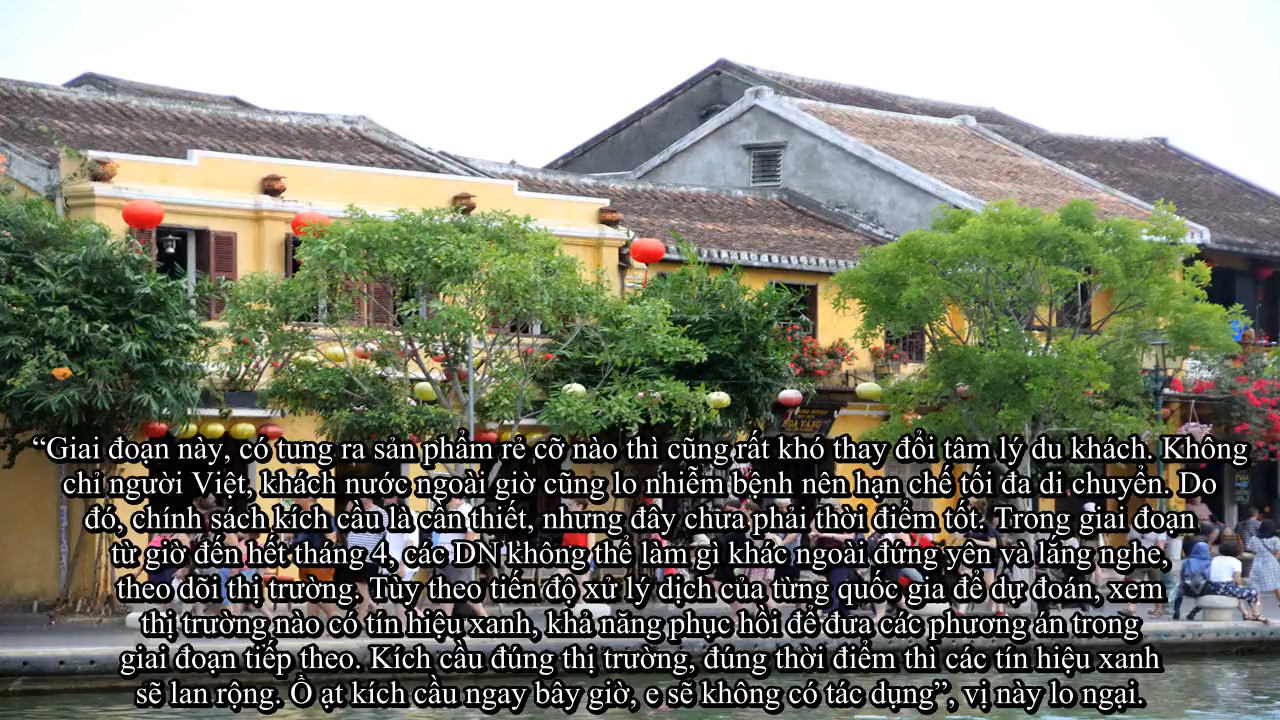 HOA VÀNG
“Giai đoạn này, có tung ra sản phẩm rẻ cỡ nào thì cũng rất khó thay đổi tâm lý du khách. Không
chỉ người Việt, khách nước ngoài giờ cũng lo nhiễm bệnh nên hạn chế tối đa di chuyển. Do
đó, chính sách kích cầu là cần thiết, nhưng đây chưa phải thời điểm tốt. Trong giai đoạn
từ giờ đến hết tháng 4, các DN không thể làm gì khác ngoài đứng yên và lắng nghe,
theo dõi thị trường. Tùy theo tiến độ xử lý dịch của từng quốc gia để dự đoán, xem
thị trường nào có tín hiệu xanh, khả năng phục hồi để đưa các phương án trong
giai đoạn tiếp theo. Kích cầu đúng thị trường, đúng thời điểm thì các tín hiệu xanh
sẽ lan rộng. Ồ ạt kích cầu ngay bây giờ, e sẽ không có tác dụng”, vị này lo ngại.